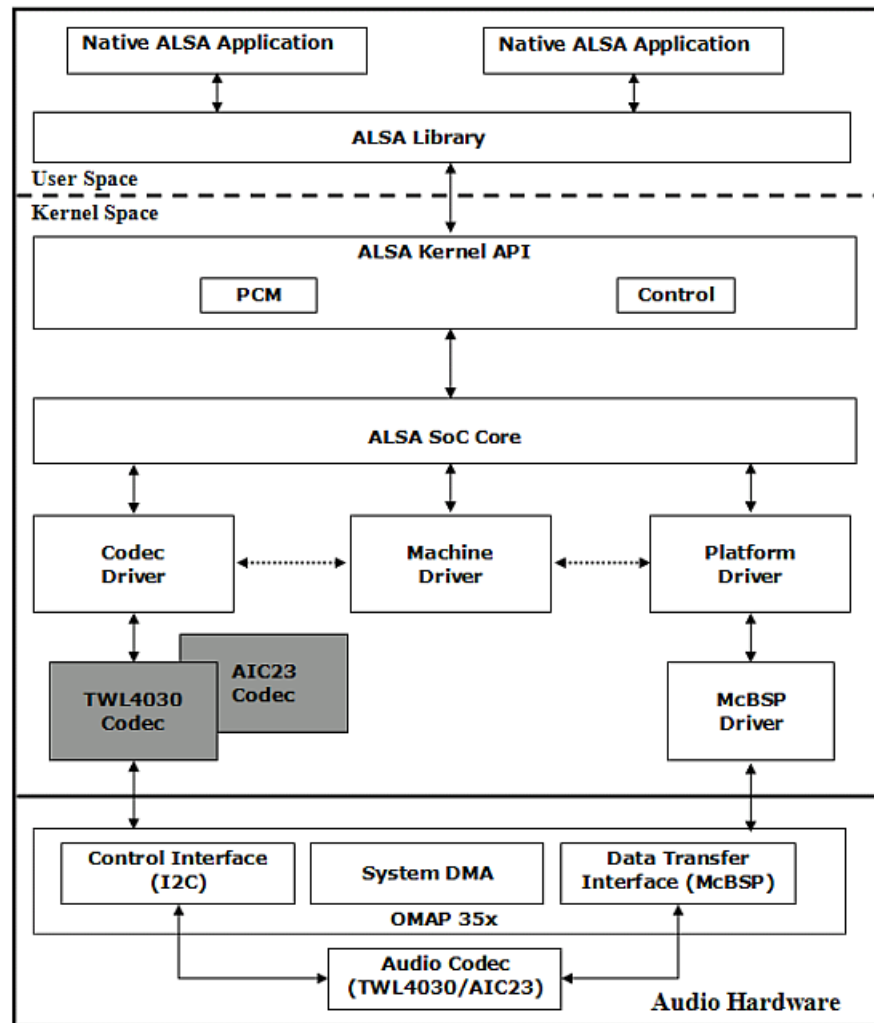 Native ALSA Application
Native ALSA Application
ALSA Library
User Space
Kernel Space
ALSA Kernel API
PCM
Control
ALSA SoC Core
Codec
Driver
Machine
Driver
Platform
Driver
TWL4030
Codec
AIC23
Codec
McBSP
Driver
Control Interface
(I2C)
System DMA
Data Transfer
Interface (McBSP)
OMAP 35x
Audio Codec
(TWL4030/AIC23)
Audio Hardware